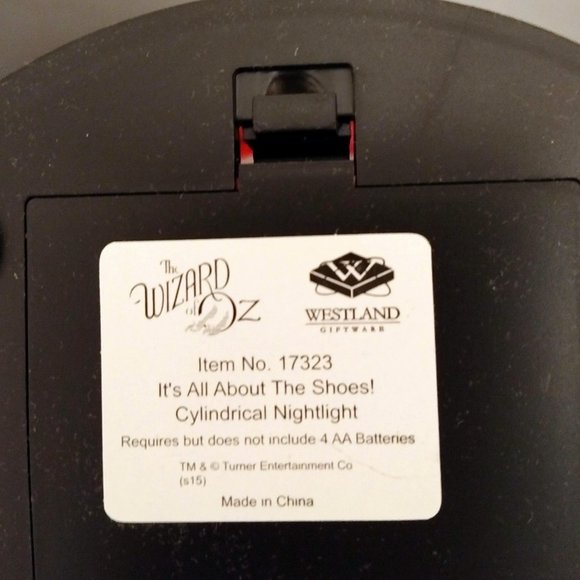 The
WIZARD
of OZ
W
WESTLAND
GIFTWARE
Item No. 17323
It's All About The Shoes!
Cylindrical Nightlight
Requires but does not include 4 AA Batteries
TM & © Turner Entertainment Co
(s15)
Made in China